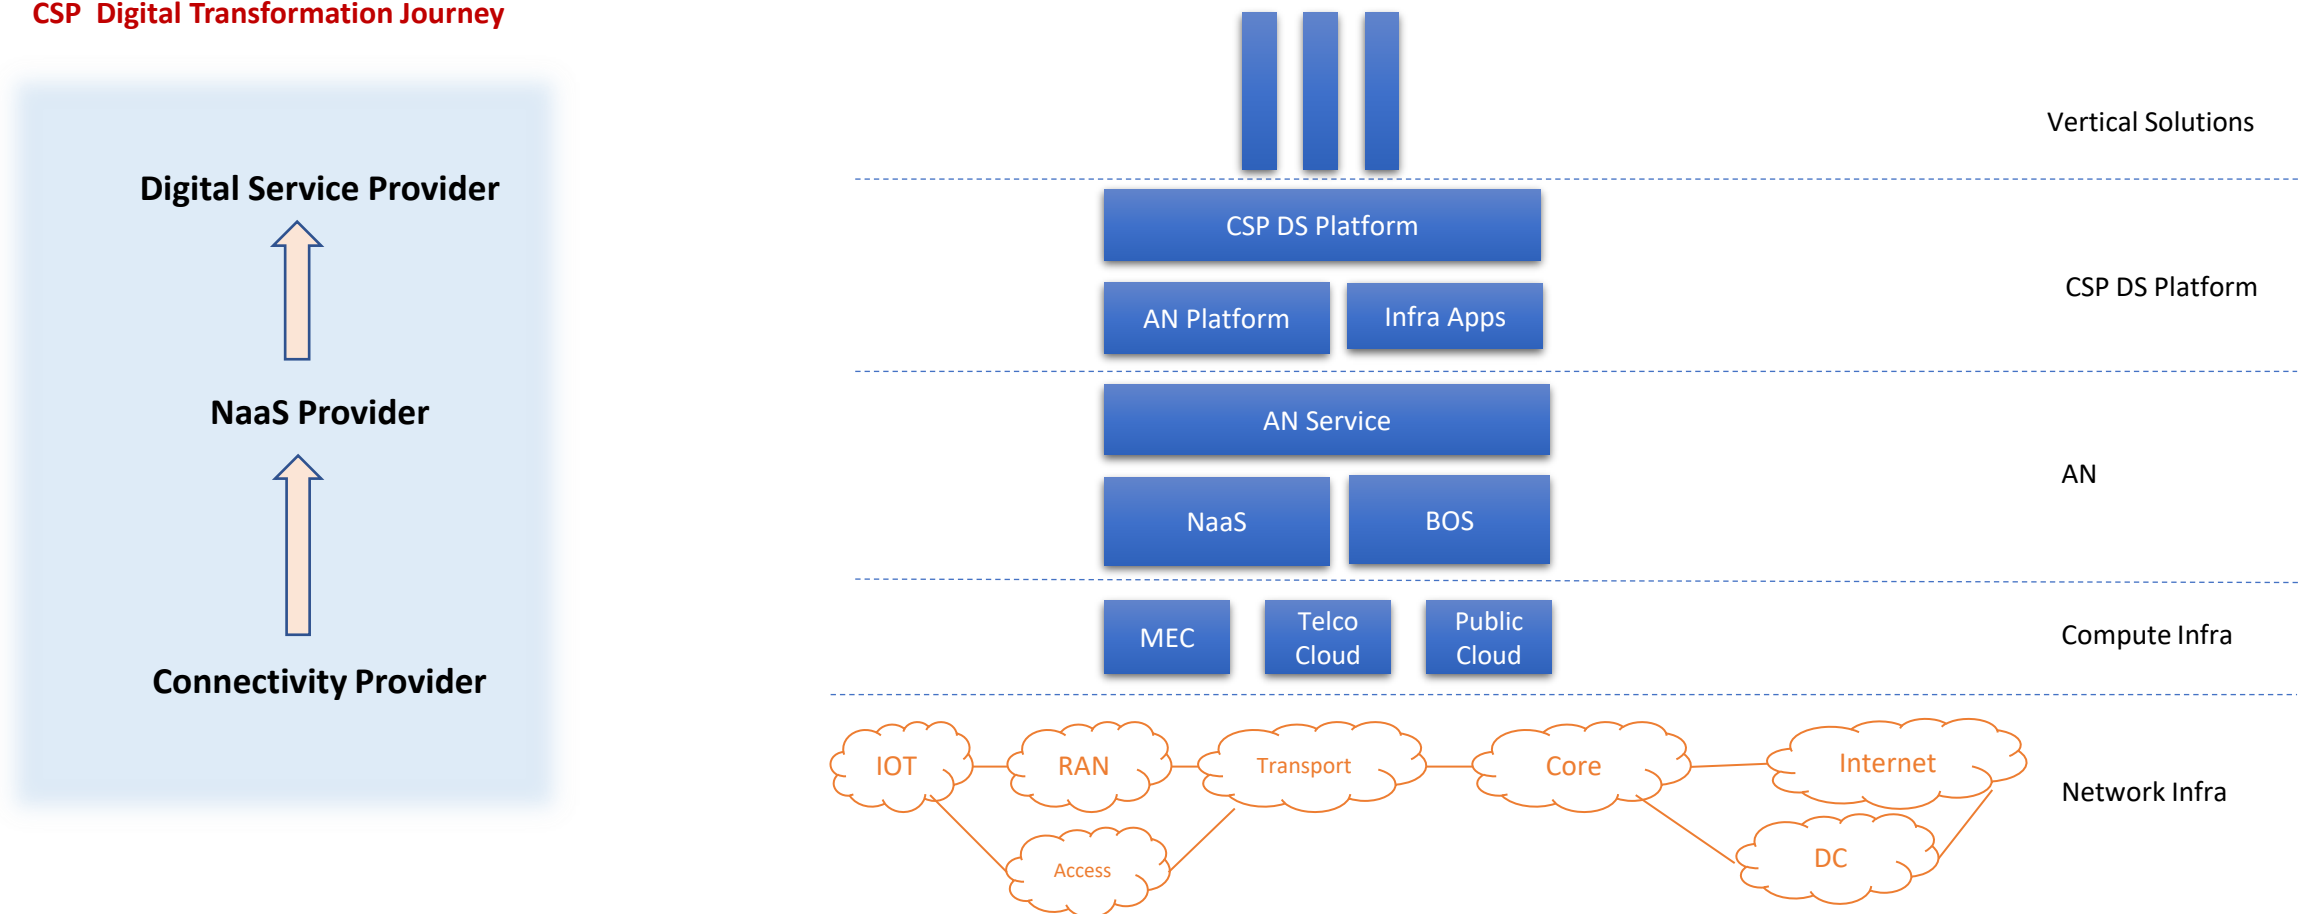 CSP Digital Transformation Journey
Digital Service Provider
NaaS Provider
Connectivity Provider
Vertical Solutions
CSP DS Platform
AN Platform
Infra Apps
CSP DS Platform
AN Service
NaaS
BOS
AN
MEC
Telco
Cloud
Public
Cloud
Compute Infra
IOT
RAN
Transport
Core
Internet
Access
DC
Network Infra